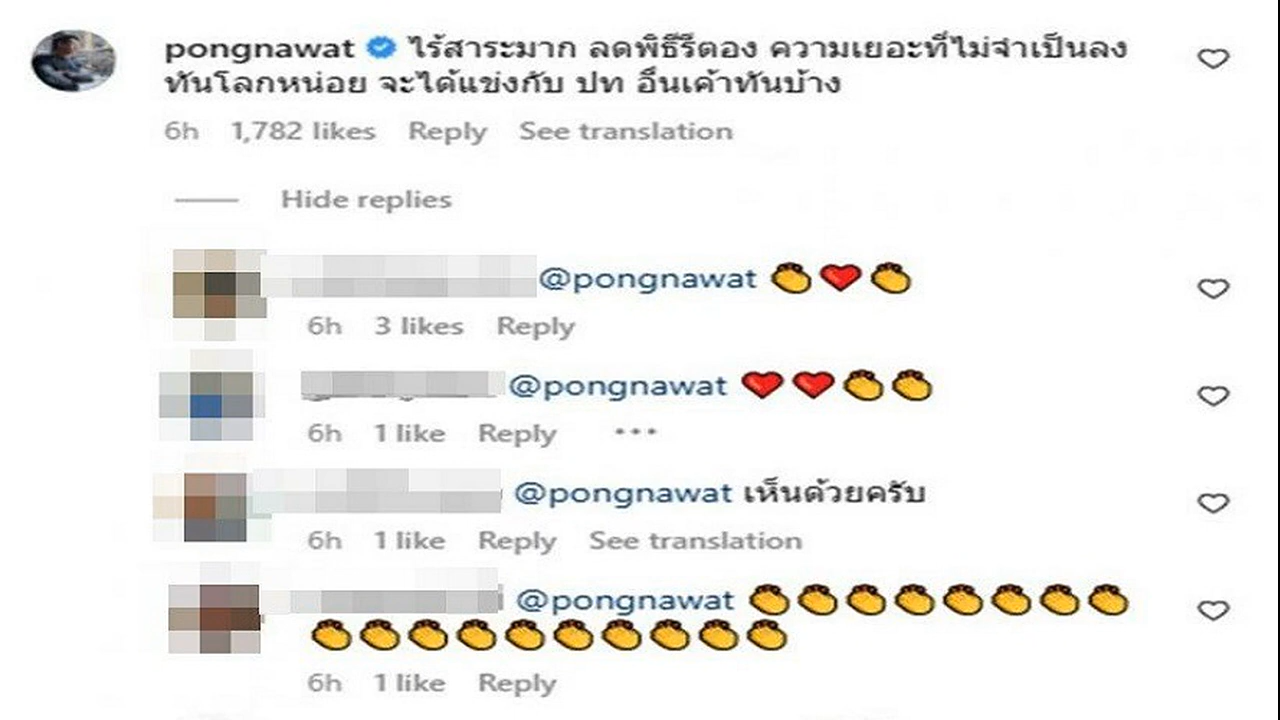 pongnawat ไร้สาระมาก ลดพิธีรีตอง ความเยอะที่ไม่จำเป็นลง
ทันโลกหน่อย จะได้แข่งกับ ปท อื่นเค้าทันบ้าง
6h 1,782 likes Reply See translation
Hide replies
@pongnawat 👏❤️👏
6h 3 likes Reply
@pongnawat ❤️❤️👏👏
6h 1 like Reply ...
@pongnawat เห็นด้วยครับ
6h 1 like Reply See translation
@pongnawat 👏👏👏👏👏👏👏👏
👏👏👏👏👏👏👏👏👏👏
6h 1 like Reply